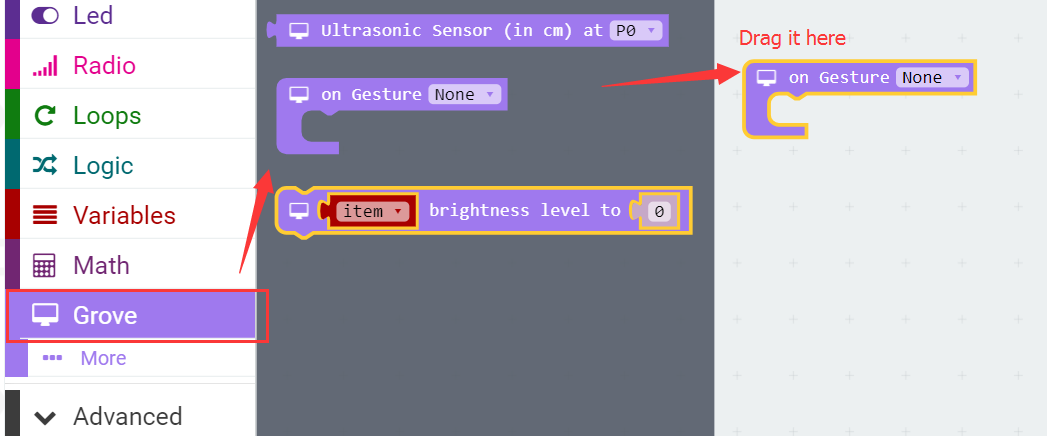 Led
Radio
Loops
Logic
Variables
Math
Grove
More
Advanced
Ultrasonic Sensor (in cm) at P0
on Gesture None
item brightness level to 0
Drag it here
on Gesture None